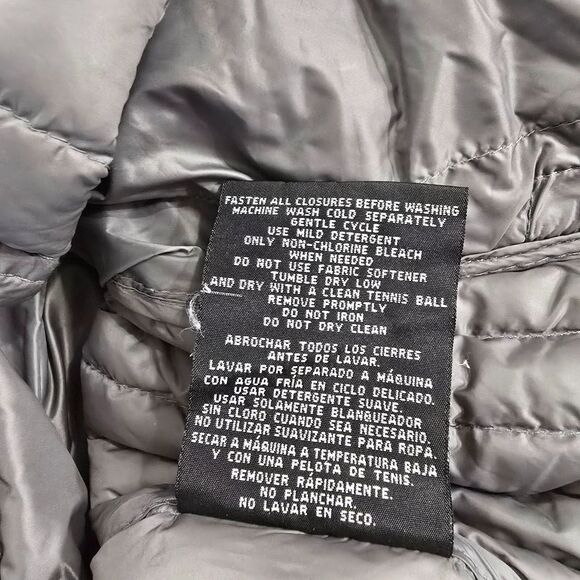 FASTEN ALL CLOSURES BEFORE WASHING
MACHINE WASH COLD SEPARATELY
GENTLE CYCLE
USE MILD DETERGENT
ONLY NON-CHLORINE BLEACH
WHEN NEEDED
DO NOT USE FABRIC SOFTENER
TUMBLE DRY LOW
AND DRY WITH A CLEAN TENNIS BALL
REMOVE PROMPTLY
DO NOT IRON
DO NOT DRY CLEAN
ABROCHAR TODOS LOS CIERRES
ANTES DE LAVAR.
LAVAR POR SEPARADO A MÁQUINA
CON AGUA FRÍA EN CICLO DELICADO.
USAR DETERGENTE SUAVE.
USAR SOLAMENTE BLANQUEADOR
SIN CLORO CUANDO SEA NECESARIO.
NO UTILIZAR SUAVIZANTE PARA ROPA.
SECAR A MÁQUINA A TEMPERATURA BAJA
Y CON UNA PELOTA DE TENIS.
REMOVER RÁPIDAMENTE.
NO PLANCHAR.
NO LAVAR EN SECO.